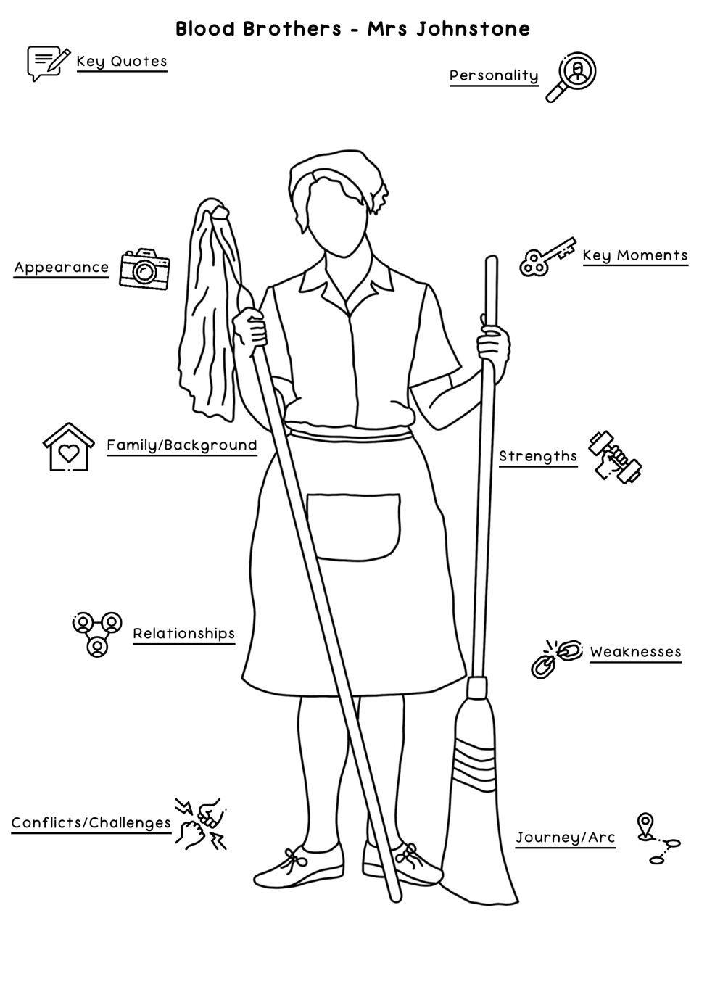 Blood Brothers - Mrs Johnstone
Key Quotes
Personality
Appearance
Key Moments
Family/Background
Strengths
Relationships
Weaknesses
Conflicts/Challenges
Journey/Arc